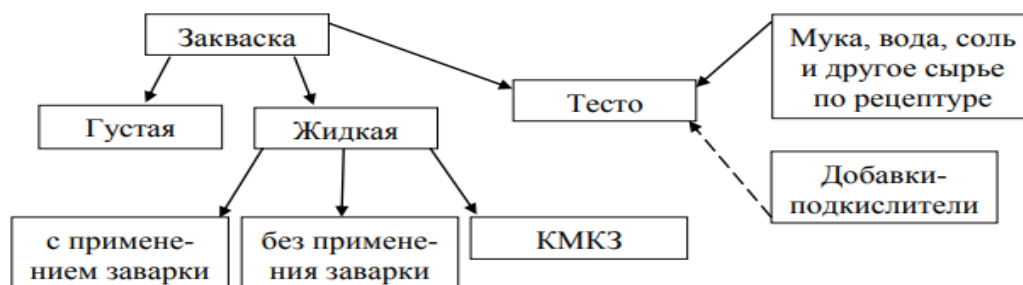 Закваска
Мука, вода, соль
и другое сырье
по рецептуре
Густая
Жидкая
Тесто
Добавки-
подкислители
с примене-
нием заварки
без примене-
ния заварки
КМКЗ